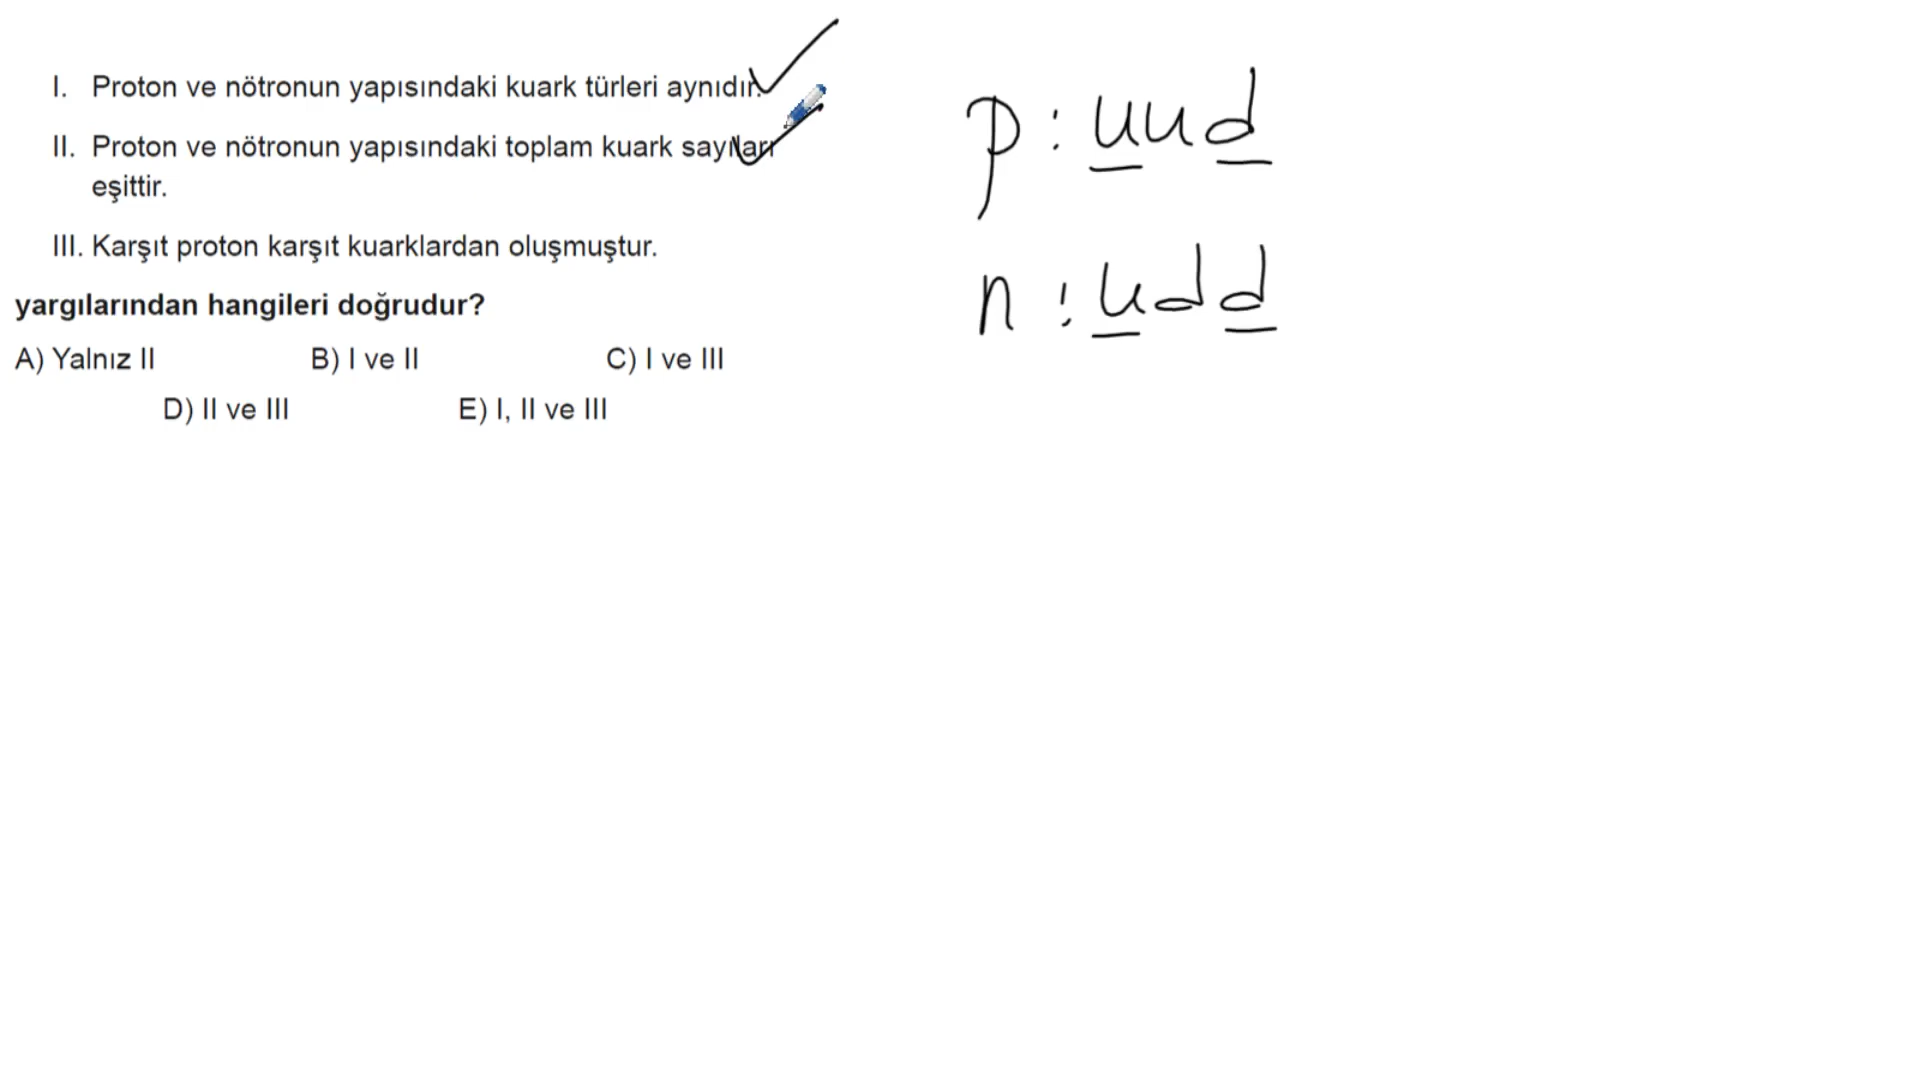 I. Proton ve nötronun yapısındaki kuark türleri aynıdır.
II. Proton ve nötronun yapısındaki toplam kuark sayıları
eşittir.
III. Karşıt proton karşıt kuarklardan oluşmuştur.
yargılarından hangileri doğrudur?
A) Yalnız II B) I ve II C) I ve III
D) II ve III E) I, II ve III
p : uud
n : udd